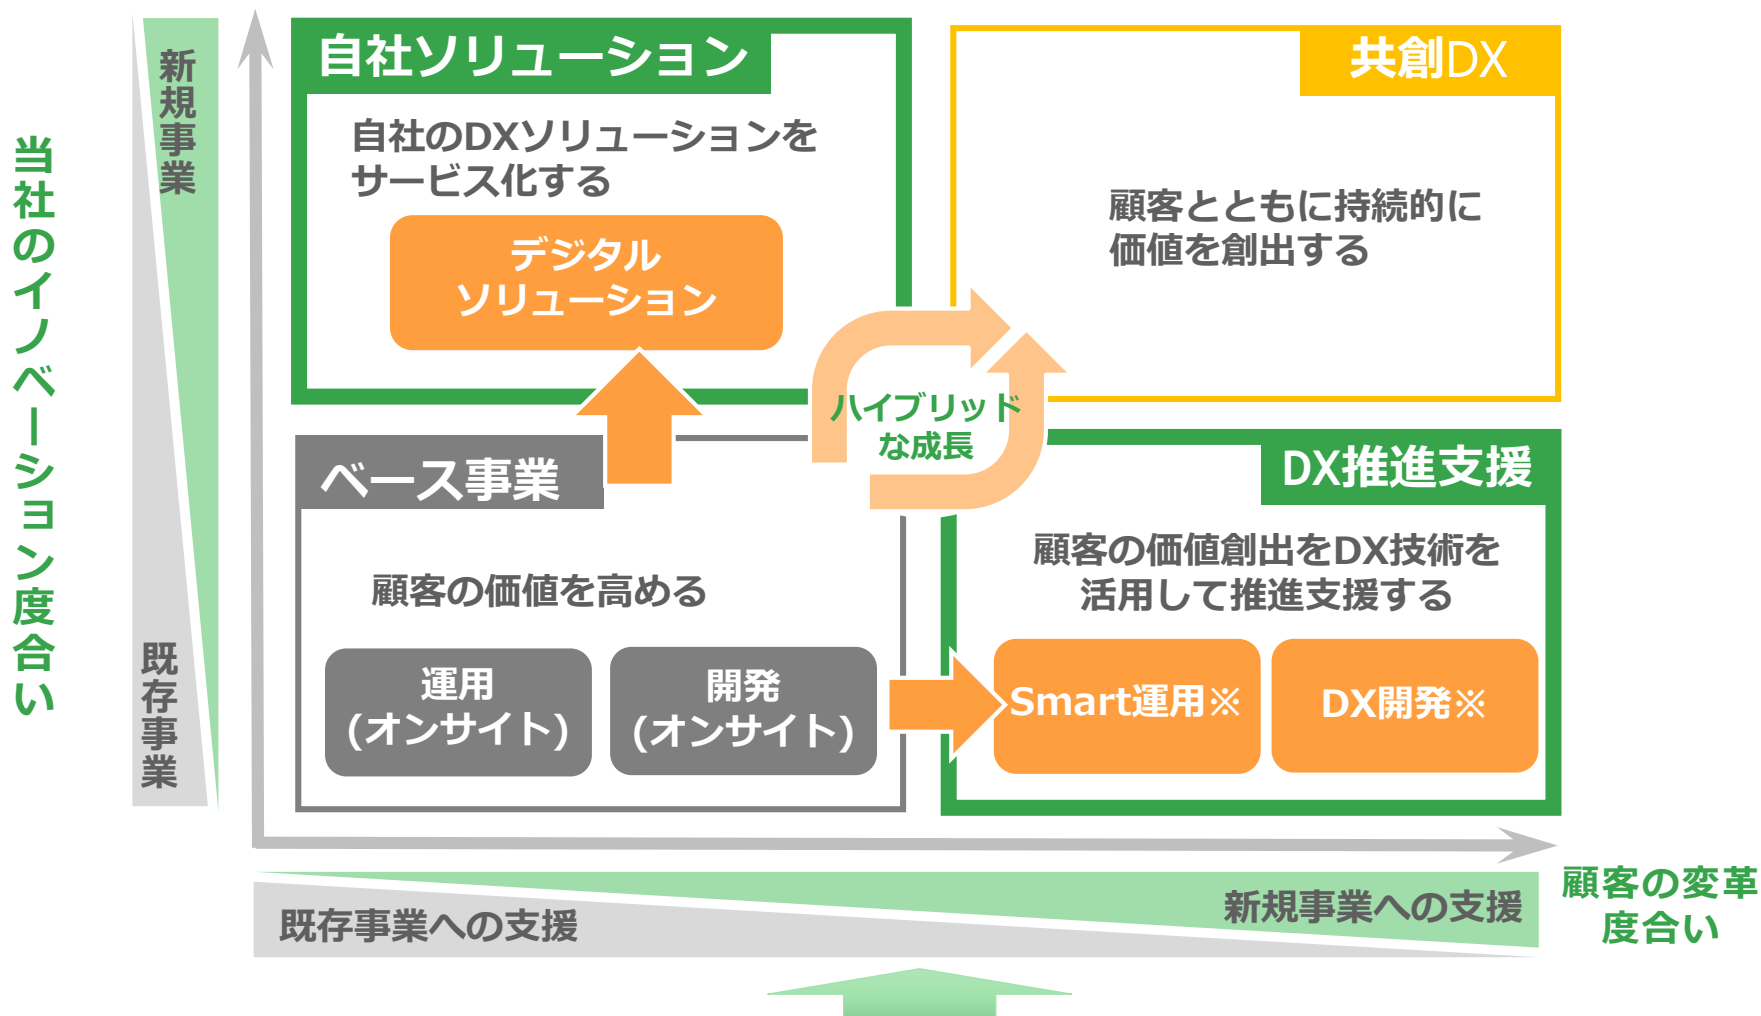 当社のイノベーション度合い
新規事業
既存事業
自社ソリューション
自社のDXソリューションを
サービス化する
デジタル
ソリューション
共創DX
顧客とともに持続的に
価値を創出する
ハイブリッド
な成長
ベース事業
顧客の価値を高める
運用
(オンサイト)
開発
(オンサイト)
DX推進支援
顧客の価値創出をDX技術を
活用して推進支援する
Smart運用※
DX開発※
既存事業への支援
新規事業への支援
顧客の変革
度合い